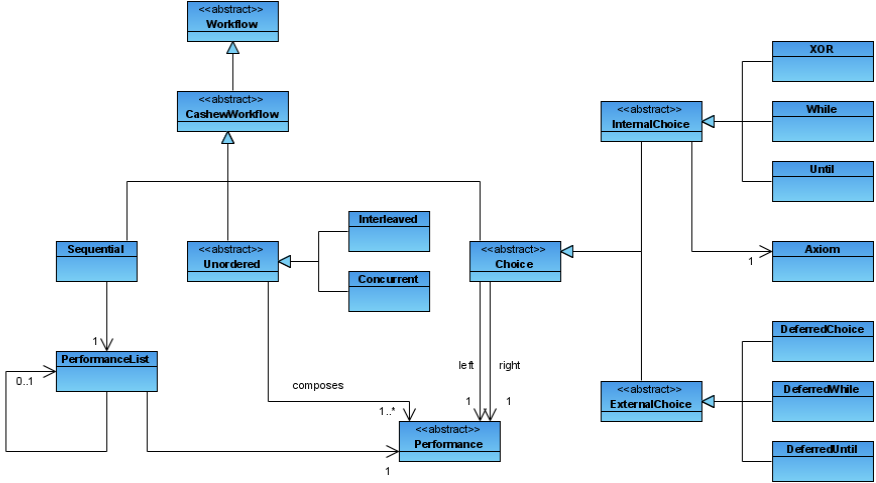 <<abstract>>
Workflow
<<abstract>>
CashewWorkflow
<<abstract>>
InternalChoice
XOR
While
Until
Sequential
<<abstract>>
Unordered
Interleaved
Concurrent
<<abstract>>
Choice
1
Axiom
1
PerformanceList
0..1
composes
left
right
1..*
1
1
<<abstract>>
Performance
1
<<abstract>>
ExternalChoice
DeferredChoice
DeferredWhile
DeferredUntil